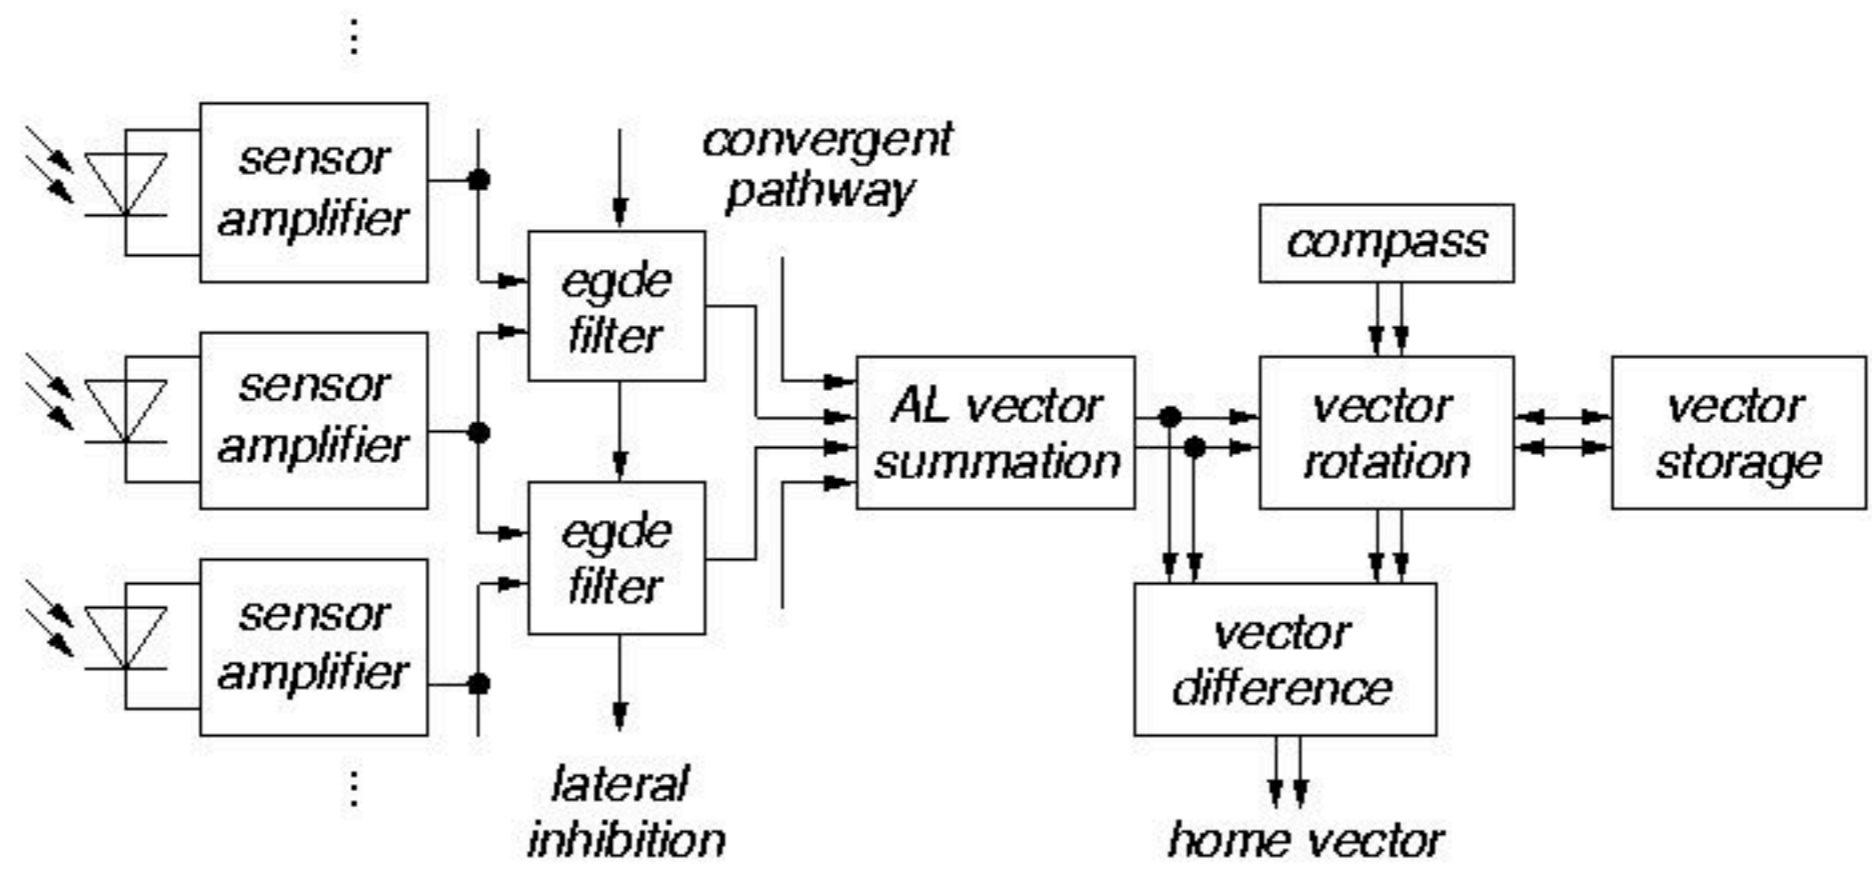 sensor
amplifier
convergent
pathway
egde
filter
compass
sensor
amplifier
AL vector
summation
vector
rotation
vector
storage
egde
filter
sensor
amplifier
vector
difference
lateral
inhibition
home vector